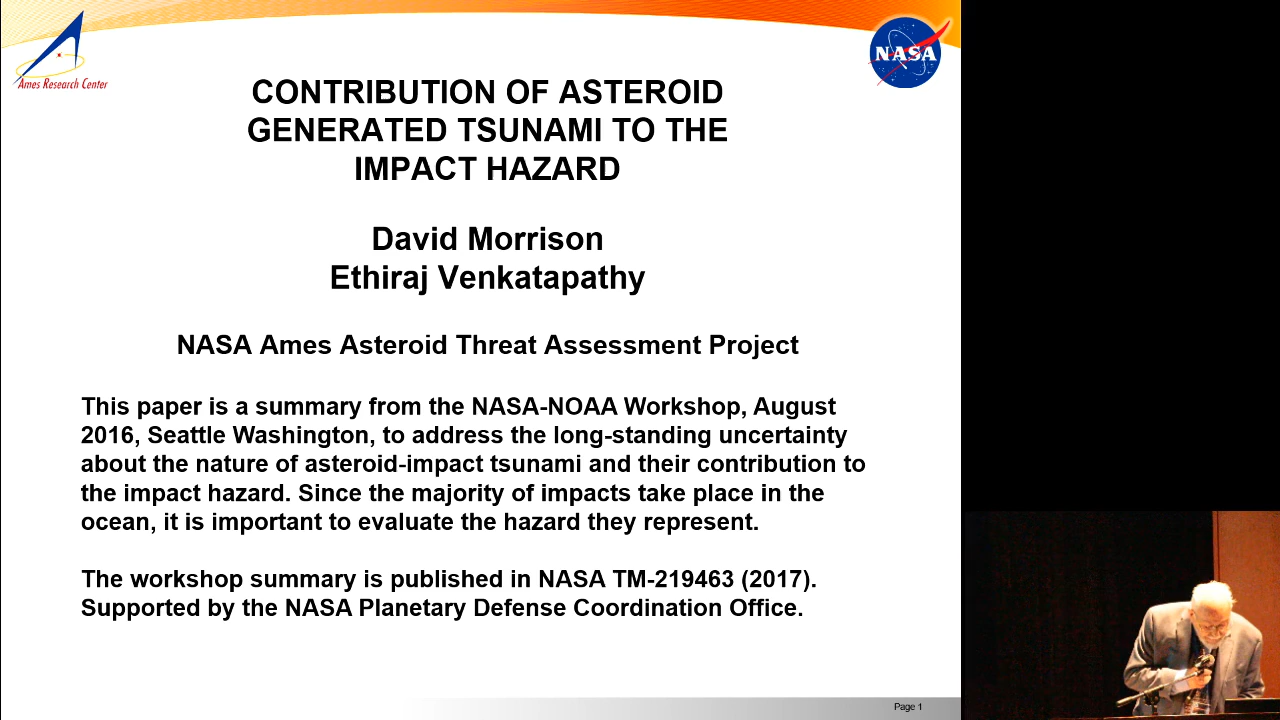 Ames Research Center
NASA
CONTRIBUTION OF ASTEROID
GENERATED TSUNAMI TO THE
IMPACT HAZARD
David Morrison
Ethiraj Venkatapathy
NASA Ames Asteroid Threat Assessment Project
This paper is a summary from the NASA-NOAA Workshop, August
2016, Seattle Washington, to address the long-standing uncertainty
about the nature of asteroid-impact tsunami and their contribution to
the impact hazard. Since the majority of impacts take place in the
ocean, it is important to evaluate the hazard they represent.
The workshop summary is published in NASA TM-219463 (2017).
Supported by the NASA Planetary Defense Coordination Office.
Page 1